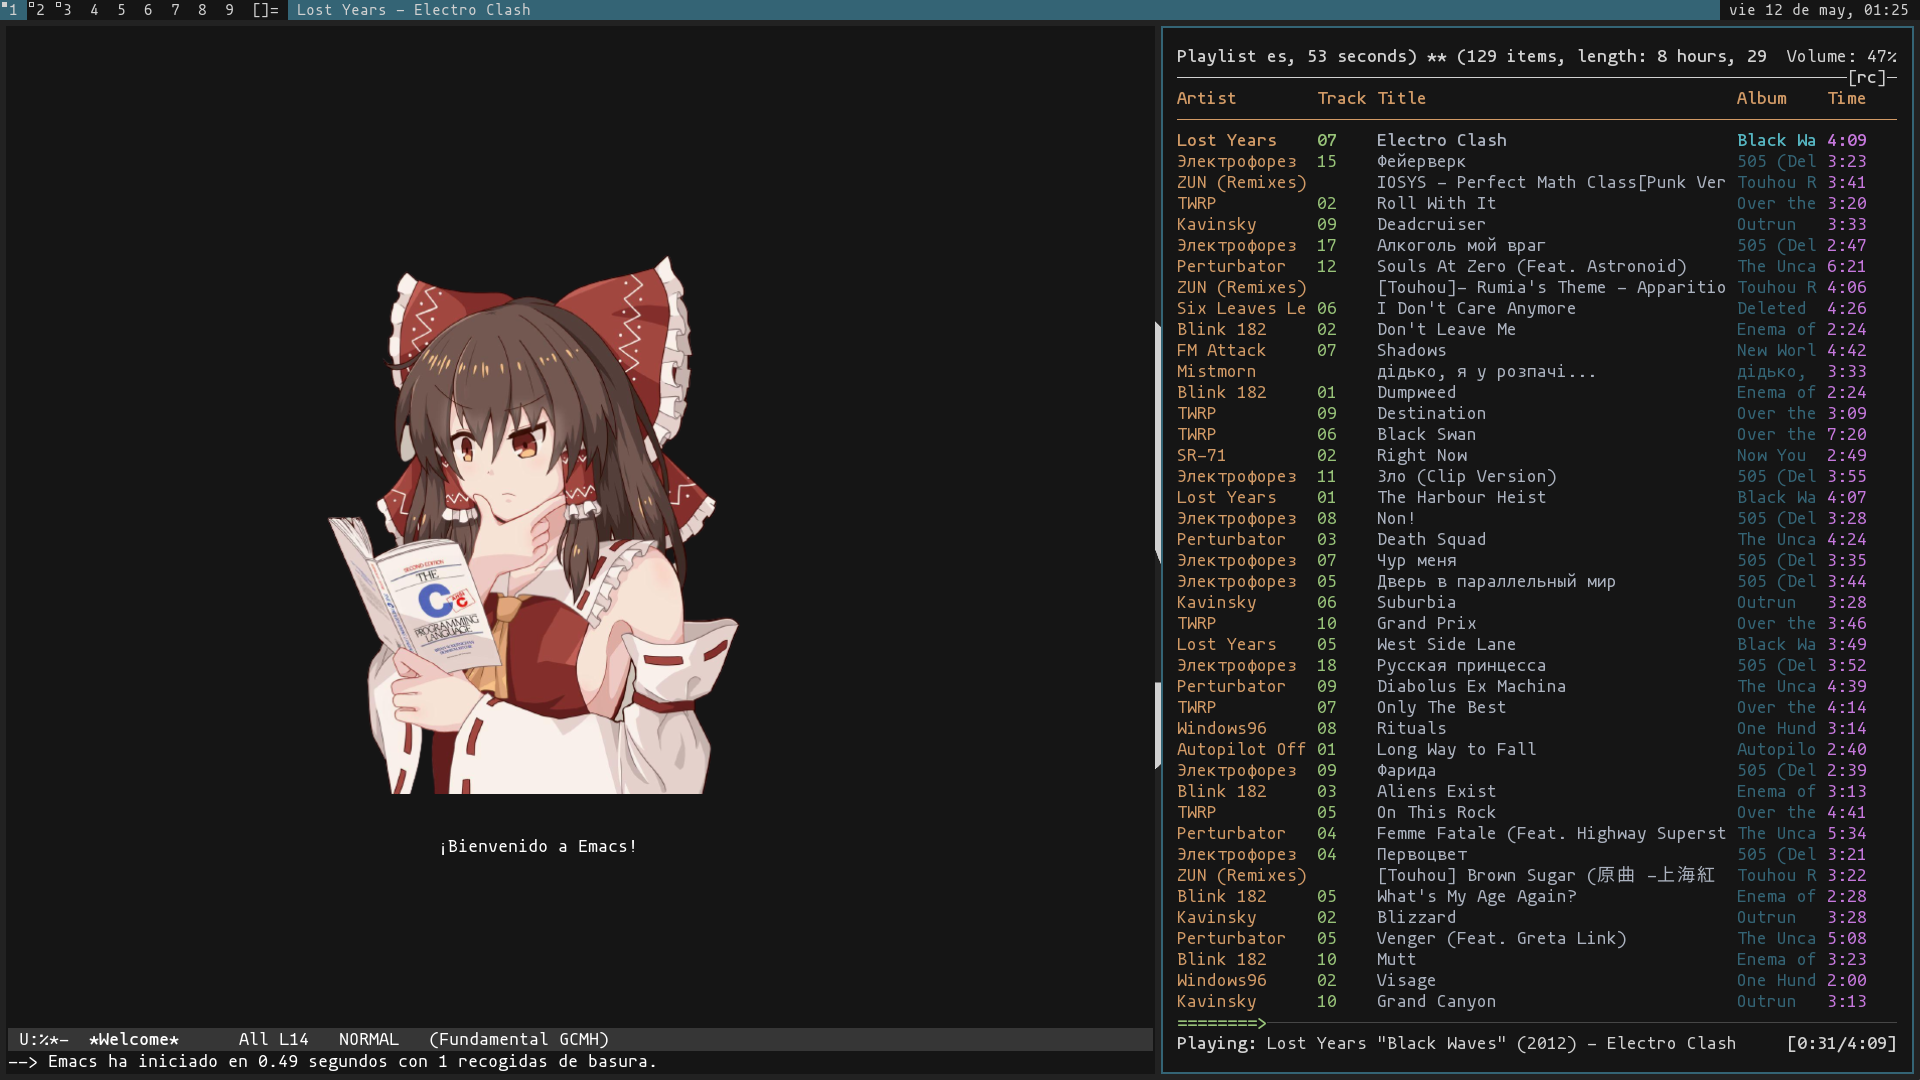 1 2 3 4 5 6 7 8 9 []= Lost Years - Electro Clash vie 12 de may, 01:25
SECOND EDITION
THE
C
ANSI
C
PROGRAMMING
LANGUAGE
¡Bienvenido a Emacs!
U:%*- *Welcome* All L14 NORMAL (Fundamental GCMH)
--> Emacs ha iniciado en 0.49 segundos con 1 recogidas de basura.
Playlist es, 53 seconds) ** (129 items, length: 8 hours, 29 Volume: 47%
[rc]
Artist Track Title Album Time
Lost Years 07 Electro Clash Black Wa 4:09
Электрофорез 15 Фейерверк 505 (Del 3:23
ZUN (Remixes) IOSYS - Perfect Math Class[Punk Ver Touhou R 3:41
TWRP 02 Roll With It Over the 3:20
Kavinsky 09 Deadcruiser Outrun 3:33
Электрофорез 17 Алкоголь мой враг 505 (Del 2:47
Perturbator 12 Souls At Zero (Feat. Astronoid) The Unca 6:21
ZUN (Remixes) [Touhou]- Rumia's Theme - Apparitio Touhou R 4:06
Six Leaves Le 06 I Don't Care Anymore Deleted 4:26
Blink 182 02 Don't Leave Me Enema of 2:24
FM Attack 07 Shadows New Worl 4:42
Mistmorn дідько, я у розпачі... дідько, 3:33
Blink 182 01 Dumpweed Enema of 2:24
TWRP 09 Destination Over the 3:09
TWRP 06 Black Swan Over the 7:20
SR-71 02 Right Now Now You 2:49
Электрофорез 11 Зло (Clip Version) 505 (Del 3:55
Lost Years 01 The Harbour Heist Black Wa 4:07
Электрофорез 08 Non! 505 (Del 3:28
Perturbator 03 Death Squad The Unca 4:24
Электрофорез 07 Чур меня 505 (Del 3:35
Электрофорез 05 Дверь в параллельный мир 505 (Del 3:44
Kavinsky 06 Suburbia Outrun 3:28
TWRP 10 Grand Prix Over the 3:46
Lost Years 05 West Side Lane Black Wa 3:49
Электрофорез 18 Русская принцесса 505 (Del 3:52
Perturbator 09 Diabolus Ex Machina The Unca 4:39
TWRP 07 Only The Best Over the 4:14
Windows96 08 Rituals One Hund 3:14
Autopilot Off 01 Long Way to Fall Autopilo 2:40
Электрофорез 09 Фарида 505 (Del 2:39
Blink 182 03 Aliens Exist Enema of 3:13
TWRP 05 On This Rock Over the 4:41
Perturbator 04 Femme Fatale (Feat. Highway Superst The Unca 5:34
Электрофорез 04 Первоцвет 505 (Del 3:21
ZUN (Remixes) [Touhou] Brown Sugar (原曲 -上海紅 Touhou R 3:22
Blink 182 05 What's My Age Again? Enema of 2:28
Kavinsky 02 Blizzard Outrun 3:28
Perturbator 05 Venger (Feat. Greta Link) The Unca 5:08
Blink 182 10 Mutt Enema of 3:23
Windows96 02 Visage One Hund 2:00
Kavinsky 10 Grand Canyon Outrun 3:13
========>
Playing: Lost Years "Black Waves" (2012) - Electro Clash [0:31/4:09]